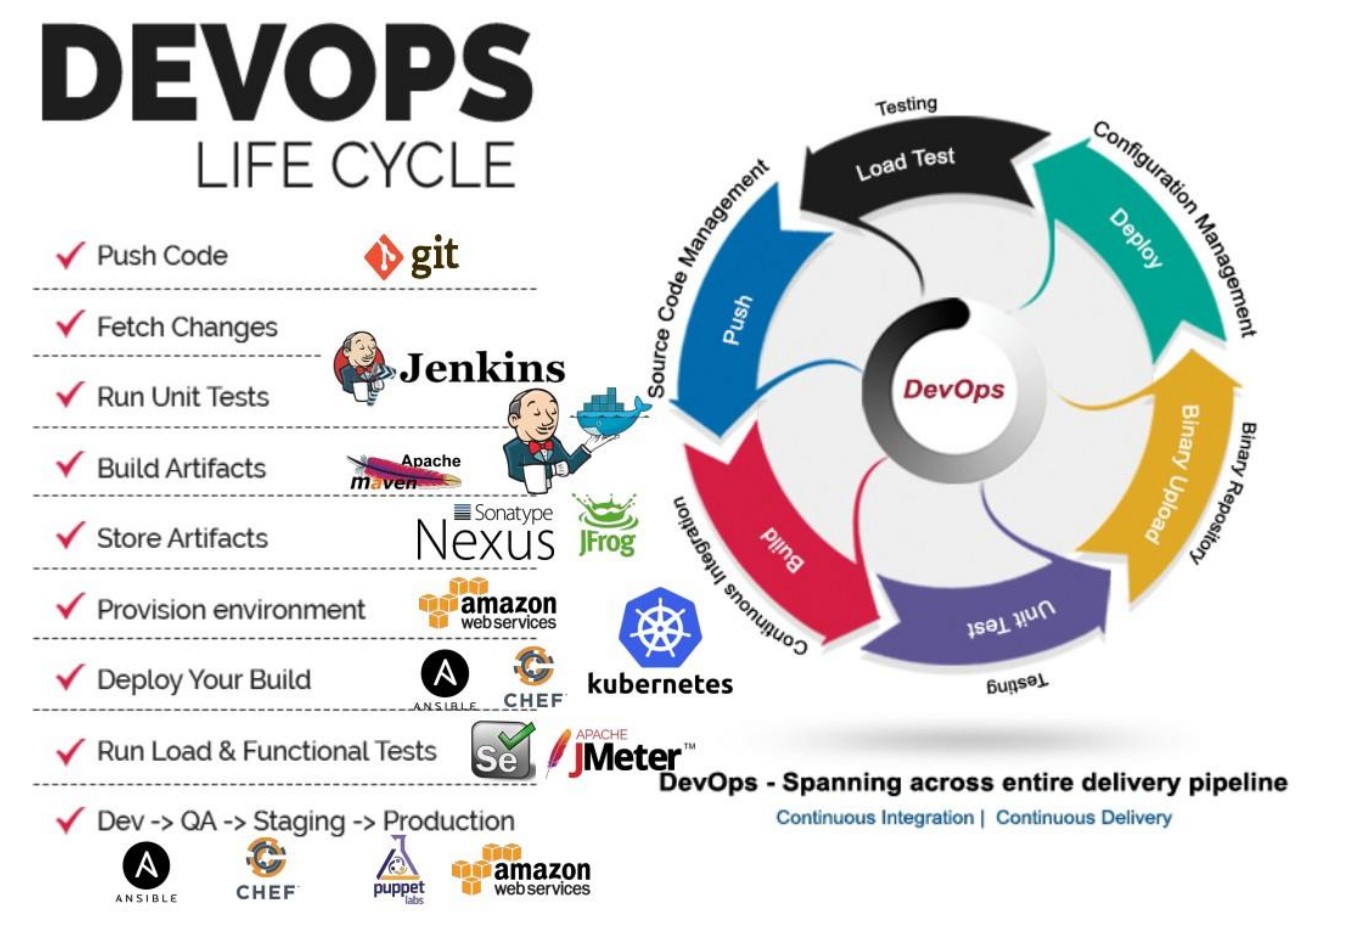 DEVOPS
LIFE CYCLE
Push Code
git
Fetch Changes
Jenkins
Run Unit Tests
Build Artifacts
Apache
maven
Store Artifacts
Sonatype
Nexus
JFrog
Provision environment
amazon
webservices
Deploy Your Build
ANSIBLE
CHEF
kubernetes
Run Load & Functional Tests
Se
APACHE
JMeter™
Dev -> QA -> Staging -> Production
A
ANSIBLE
CHEF
puppet
labs
amazon
webservices
Testing
Load Test
Configuration Management
Deploy
Binary Repository
Binary Upload
Unit Test
Testing
Continuous Integration
Build
Source Code Management
Push
DevOps
DevOps - Spanning across entire delivery pipeline
Continuous Integration | Continuous Delivery